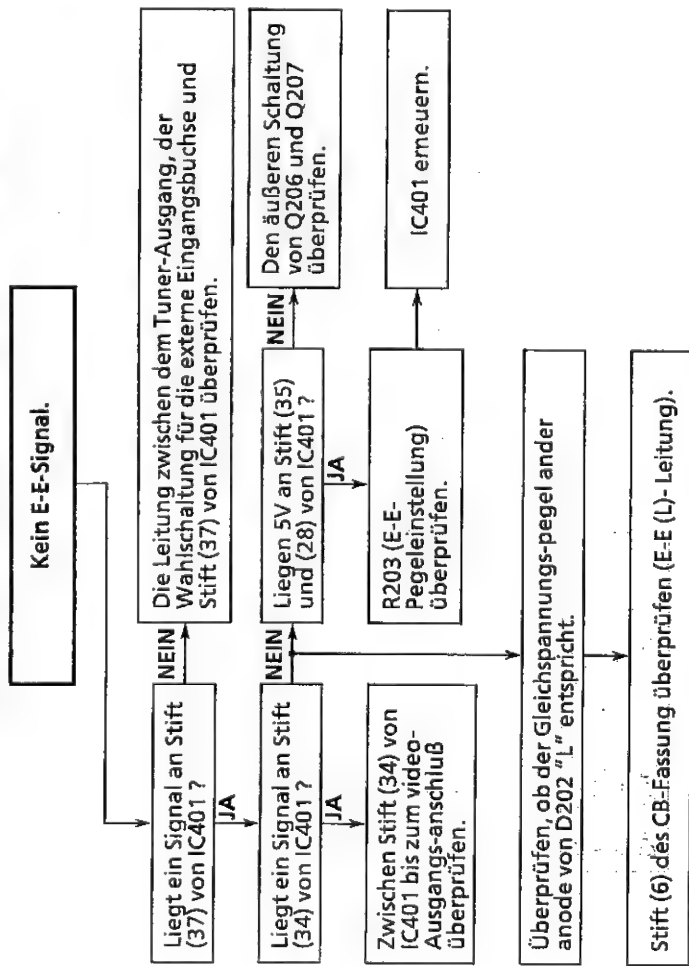 Kein E-E-Signal.
Liegt ein Signal an Stift
(37) von IC401 ?
NEIN
Die Leitung zwischen dem Tuner-Ausgang, der
Wahlschaltung für die externe Eingangsbuchse und
Stift (37) von IC401 überprüfen.
JA
Liegt ein Signal an Stift
(34) von IC401 ?
NEIN
Liegen 5V an Stift (35)
und (28) von IC401 ?
NEIN
Den äußeren Schaltung
von Q206 und Q207
überprüfen.
JA
JA
Zwischen Stift (34) von
IC401 bis zum video-
Ausgangs-anschluß
überprüfen.
R203 (E-E-
Pegeleinstellung)
überprüfen.
IC401 erneuern.
Überprüfen, ob der Gleichspannungs-pegel ander
anode von D202 "L" entspricht.
Stift (6) des CB-Fassung überprüfen (E-E (L)- Leitung).